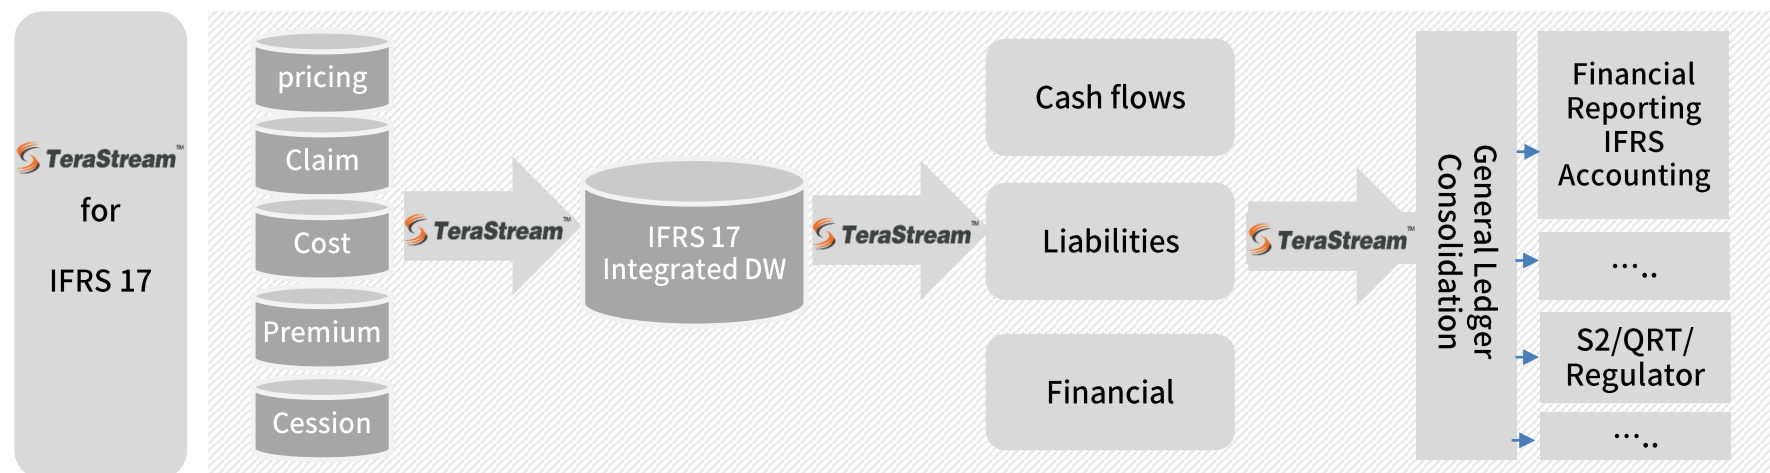 TeraStream™
for
IFRS 17
pricing
Claim
Cost
Premium
Cession
TeraStream™
IFRS 17
Integrated DW
TeraStream™
Cash flows
Liabilities
Financial
TeraStream™
General Ledger
Consolidation
Financial
Reporting
IFRS
Accounting
…..
S2/QRT/
Regulator
…..